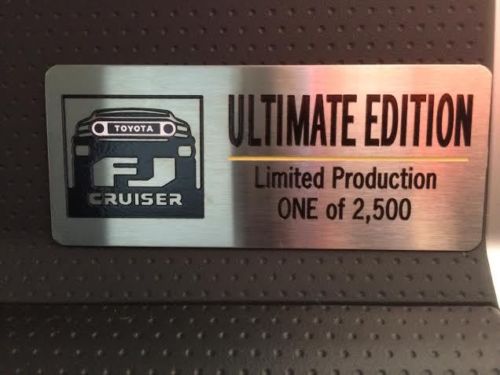 TOYOTA
FJ
CRUISER
ULTIMATE EDITION
Limited Production
ONE of 2,500